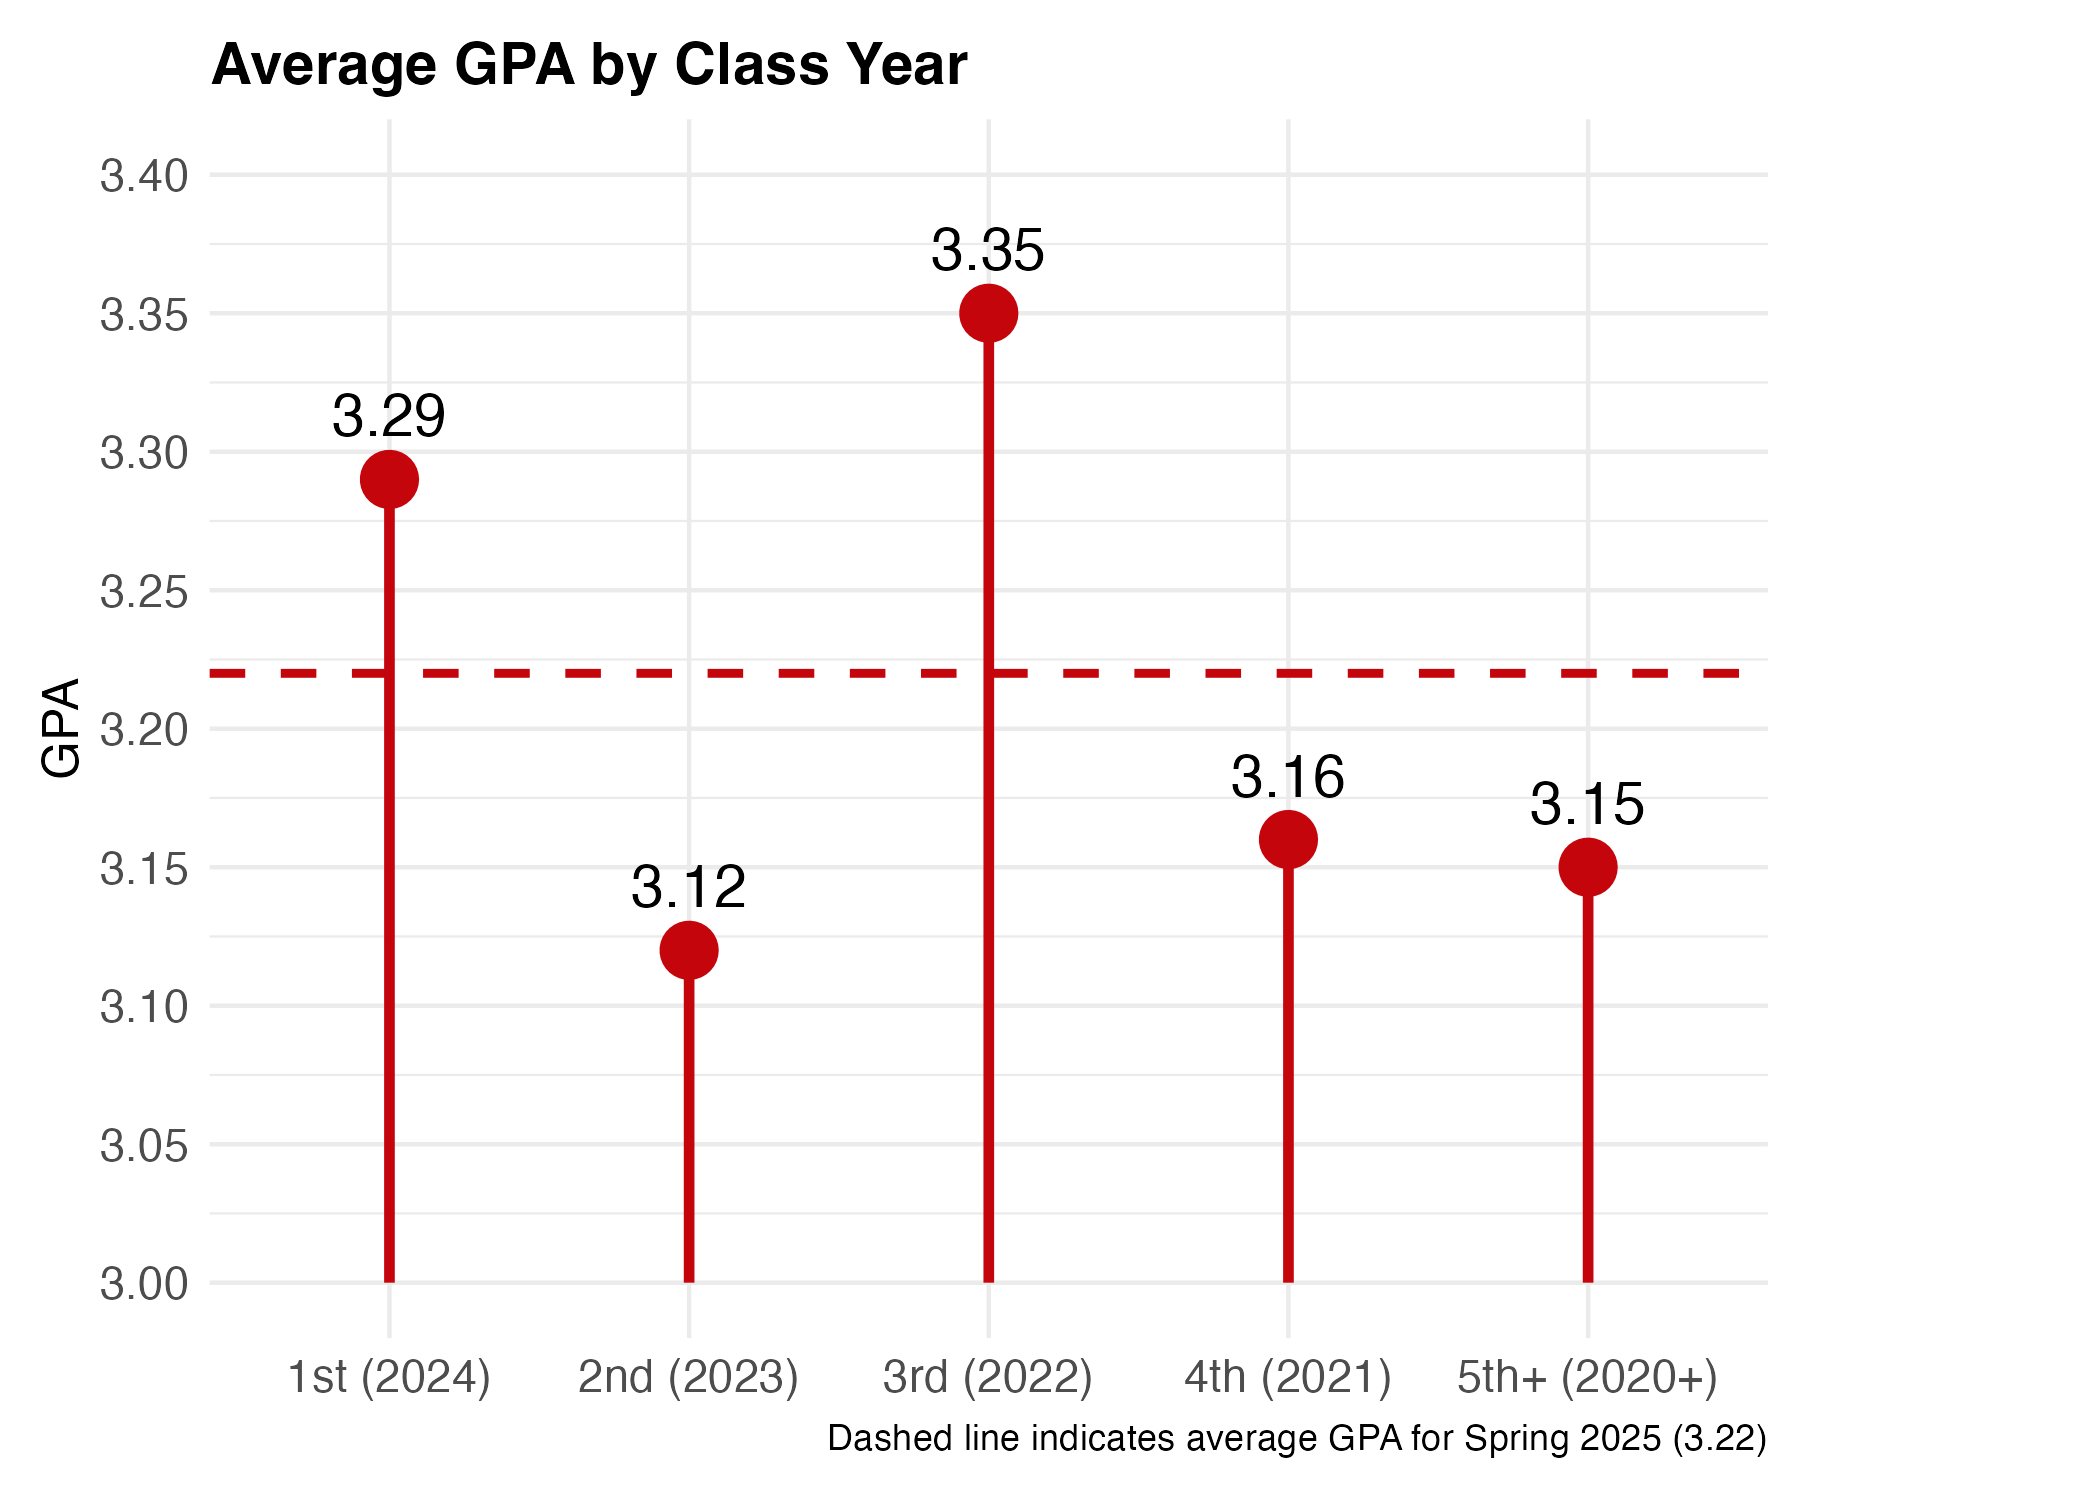 Average GPA by Class Year
3.40
3.35
3.30
3.25
3.20
3.15
3.10
3.05
3.00
GPA
3.29
3.12
3.35
3.16
3.15
1st (2024)
2nd (2023)
3rd (2022)
4th (2021)
5th+ (2020+)
Dashed line indicates average GPA for Spring 2025 (3.22)